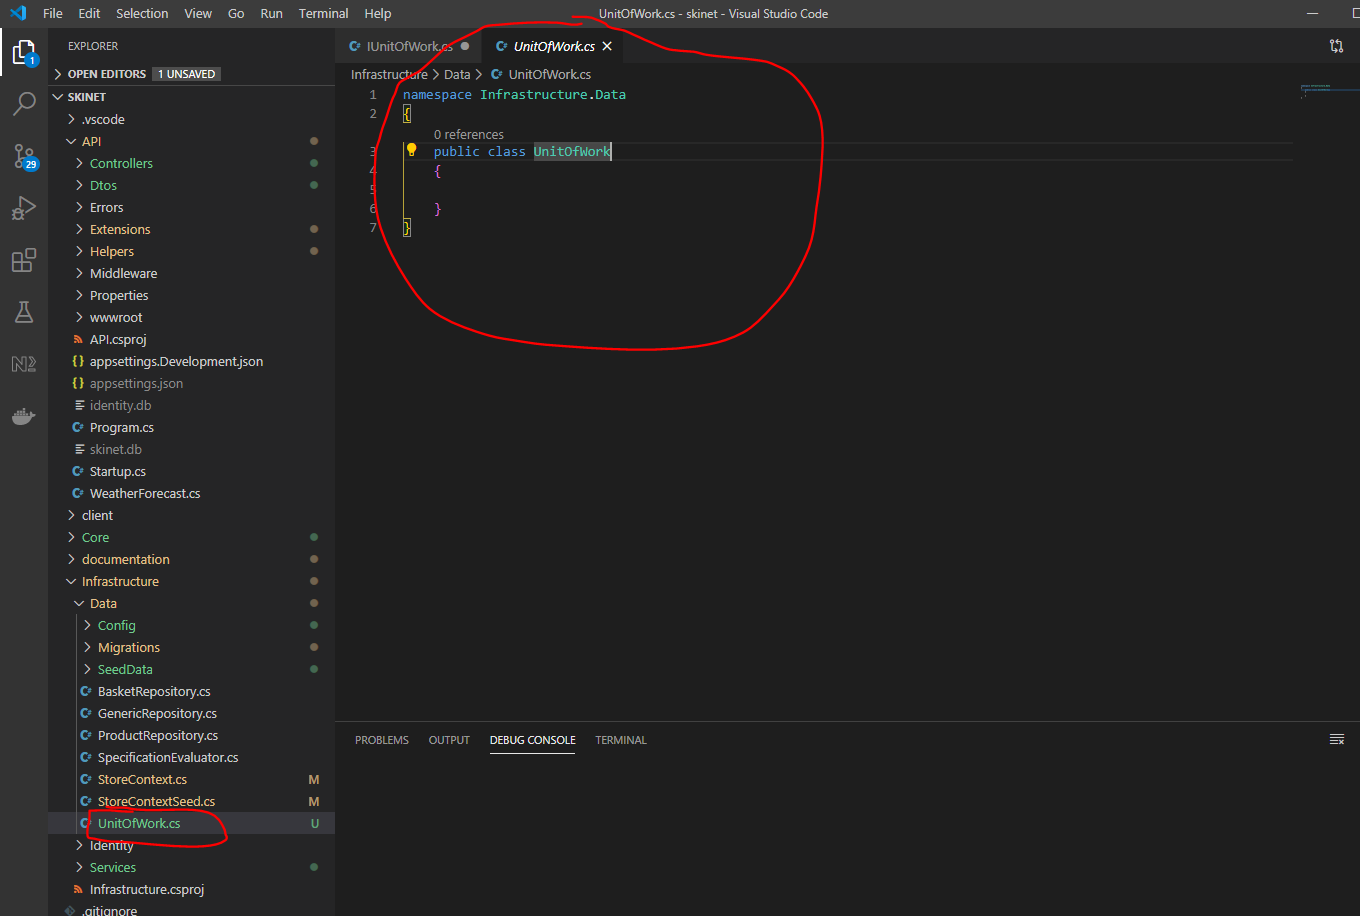 File Edit Selection View Go Run Terminal Help UnitOfWork.cs - skinet - Visual Studio Code
EXPLORER
OPEN EDITORS 1 UNSAVED
SKINET
.vscode
API
Controllers
Dtos
Errors
Extensions
Helpers
Middleware
Properties
wwwroot
API.csproj
appsettings.Development.json
appsettings.json
identity.db
Program.cs
skinet.db
Startup.cs
WeatherForecast.cs
client
Core
documentation
Infrastructure
Data
Config
Migrations
SeedData
BasketRepository.cs
GenericRepository.cs
ProductRepository.cs
SpecificationEvaluator.cs
StoreContext.cs M
StoreContextSeed.cs M
UnitOfWork.cs U
Identity
Services
Infrastructure.csproj
.gitignore
1
29
IUnitOfWork.cs UnitOfWork.cs
Infrastructure > Data > UnitOfWork.cs
1 namespace Infrastructure.Data
2 {
0 references
3 public class UnitOfWork
4 {
5
6 }
7 }
PROBLEMS OUTPUT DEBUG CONSOLE TERMINAL